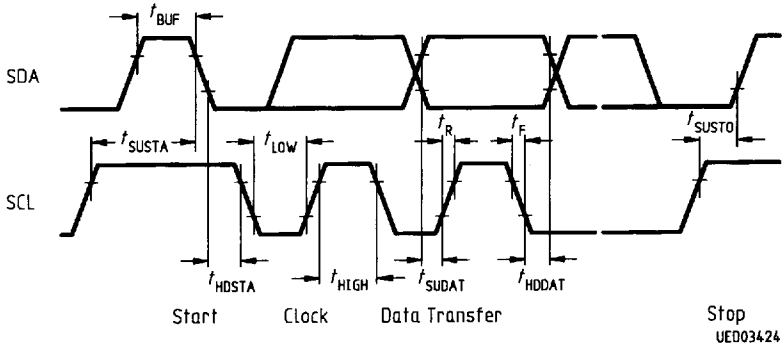 tBUF
SDA
tSUSTA
tLOW
tR
tF
tSUSTO
SCL
tHDSTA
tHIGH
tSUDAT
tHDDAT
Start
Clock
Data Transfer
Stop
UED03424